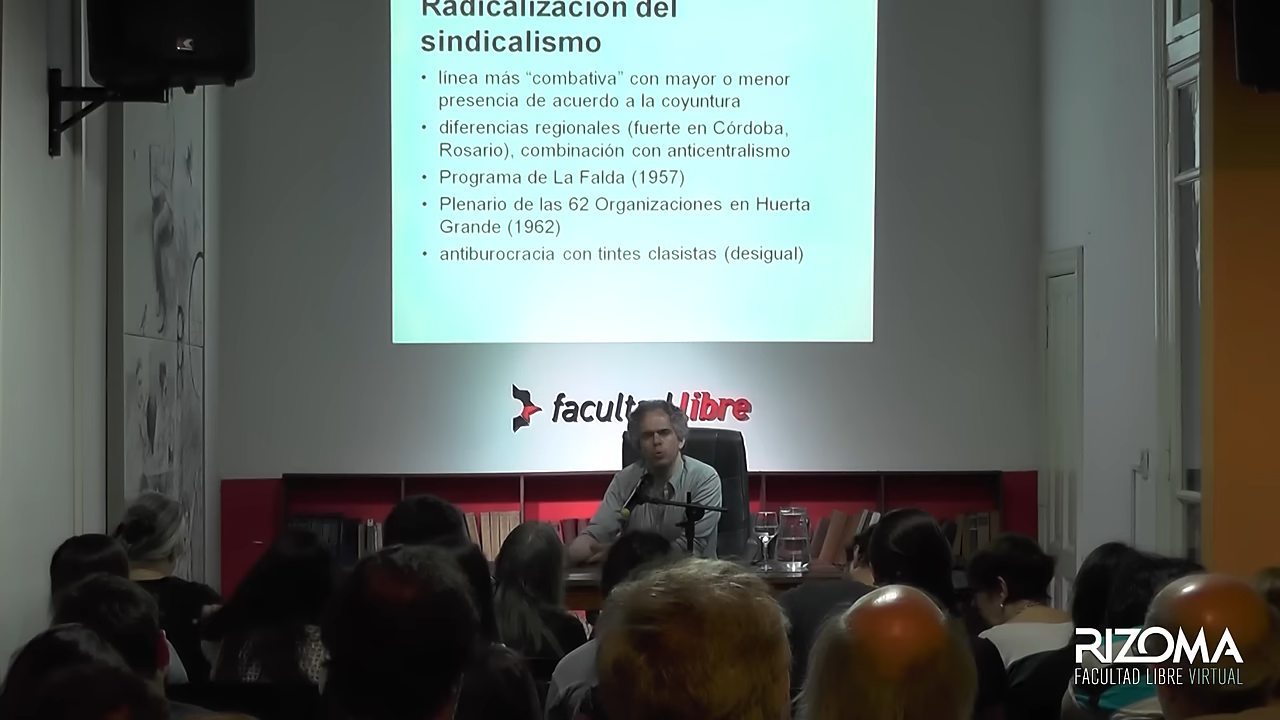 Radicalización del
sindicalismo
• línea más “combativa” con mayor o menor
presencia de acuerdo a la coyuntura
• diferencias regionales (fuerte en Córdoba,
Rosario), combinación con anticentralismo
• Programa de La Falda (1957)
• Plenario de las 62 Organizaciones en Huerta
Grande (1962)
• antiburocracia con tintes clasistas (desigual)
facultad libre
RIZOMA
FACULTAD LIBRE VIRTUAL